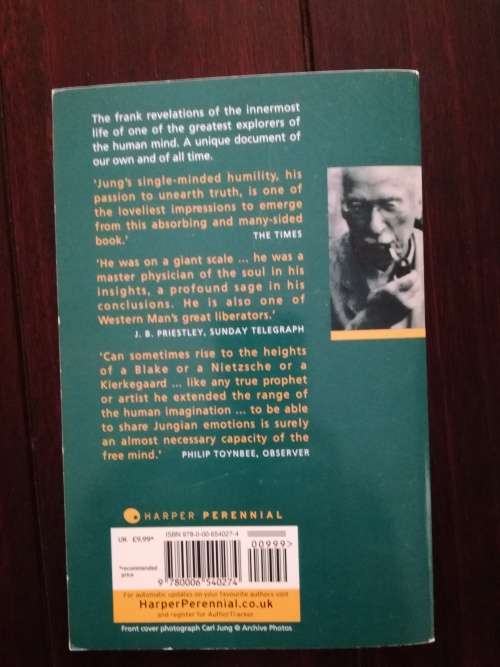 The frank revelations of the innermost
life of one of the greatest explorers of
the human mind. A unique document of
our own and of all time.
'Jung's single-minded humility, his
passion to unearth truth, is one of
the loveliest impressions to emerge
from this absorbing and many-sided
book.' THE TIMES
'He was on a giant scale ... he was a
master physician of the soul in his
insights, a profound sage in his
conclusions. He is also one of
Western Man's great liberators.'
J. B. PRIESTLEY, SUNDAY TELEGRAPH
'Can sometimes rise to the heights
of a Blake or a Nietzsche or a
Kierkegaard ... like any true prophet
or artist he extended the range of
the human imagination ... to be able
to share Jungian emotions is surely
an almost necessary capacity of the
free mind.' PHILIP TOYNBEE, OBSERVER
HARPER PERENNIAL
UK £9.99*
ISBN 978-0-00-654027-4
00999>
*recommended
price
9 780006 540274
For automatic updates on your favourite authors visit
HarperPerennial.co.uk
and register for AuthorTracker
Front cover photograph Carl Jung © Archive Photos